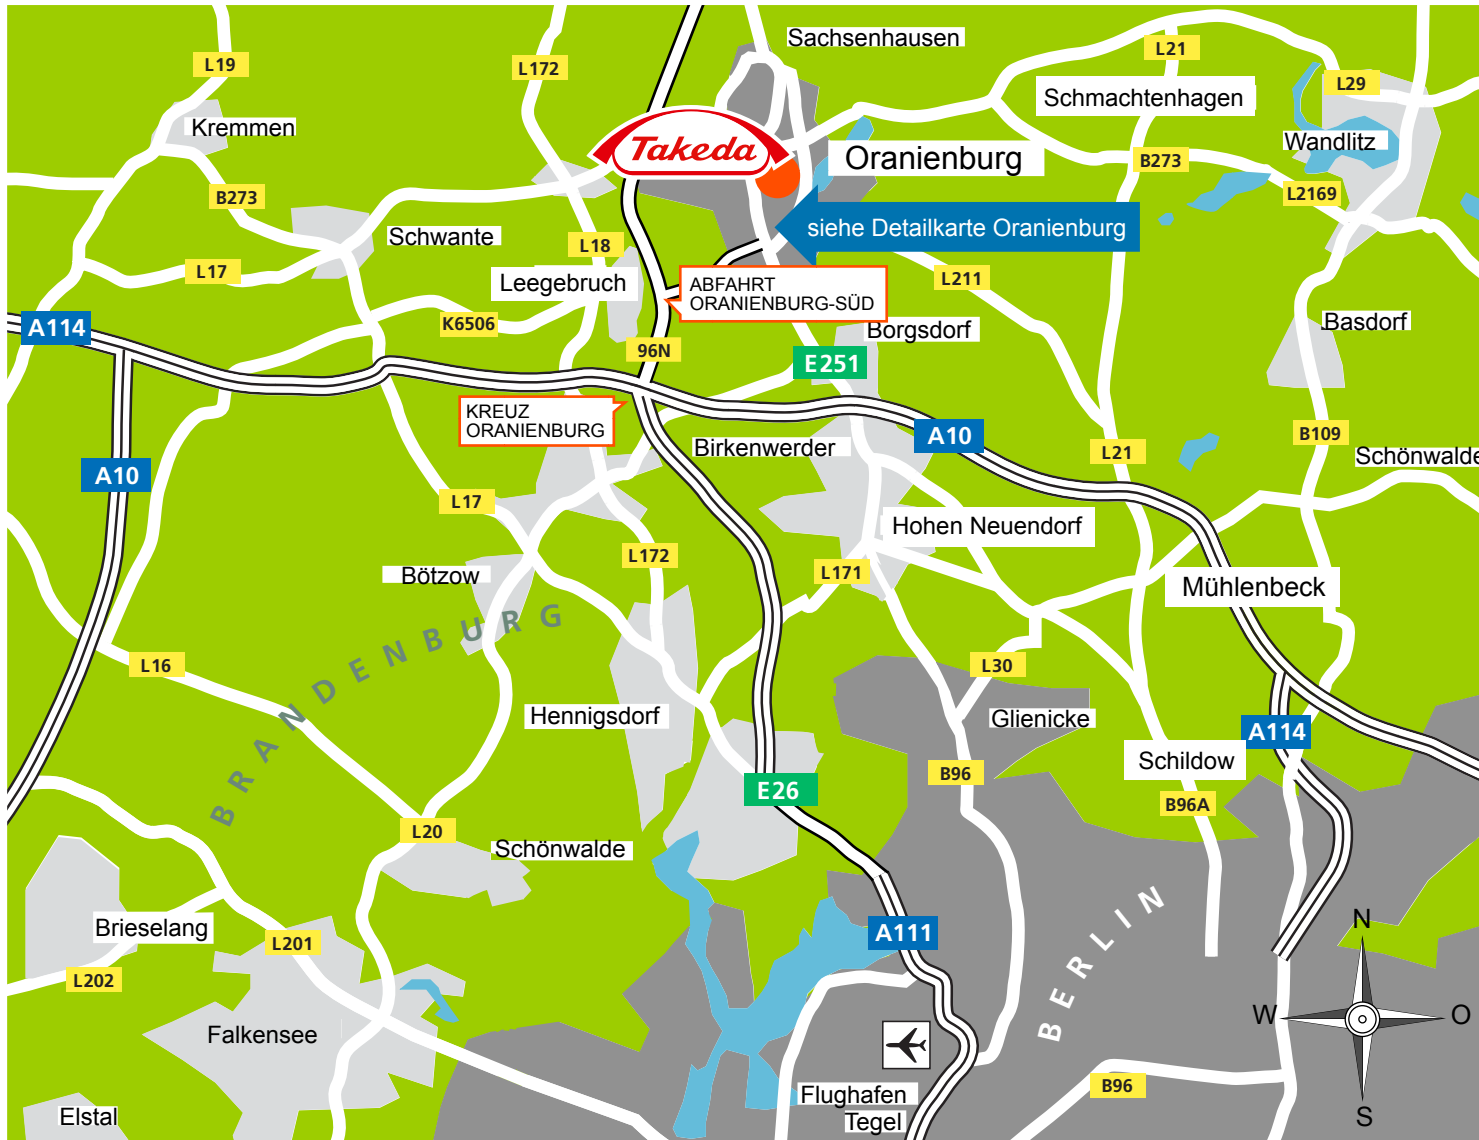 Sachsenhausen
L19
L172
L21
L29
Schmachtenhagen
Kremmen
Takeda
Oranienburg
B273
Wandlitz
B273
L2169
siehe Detailkarte Oranienburg
Schwante
L18
L17
Leegebruch
ABFAHRT
ORANIENBURG-SÜD
L211
A114
K6506
Borgsdorf
Basdorf
96N
E251
KREUZ
ORANIENBURG
Birkenwerder
A10
B109
L21
Schönwalde
A10
L17
Hohen Neuendorf
L172
L171
Bötzow
Mühlenbeck
BRANDENBURG
L16
L30
Hennigsdorf
Glienicke
A114
Schildow
B96
E26
B96A
L20
Schönwalde
BERLIN
Brieselang
L201
A111
N
L202
W
O
Falkensee
Flughafen
Tegel
B96
Elstal
S